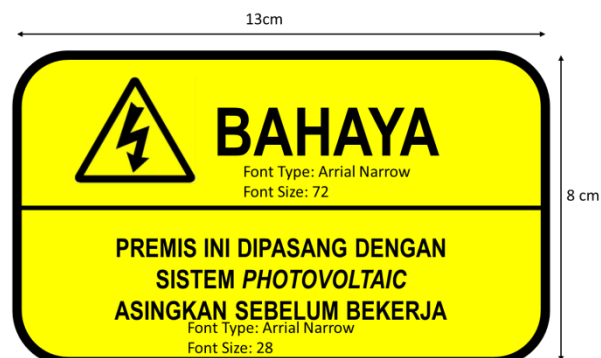 13cm
BAHAYA
Font Type: Arrial Narrow
Font Size: 72
8 cm
PREMIS INI DIPASANG DENGAN
SISTEM PHOTOVOLTAIC
ASINGKAN SEBELUM BEKERJA
Font Type: Arrial Narrow
Font Size: 28